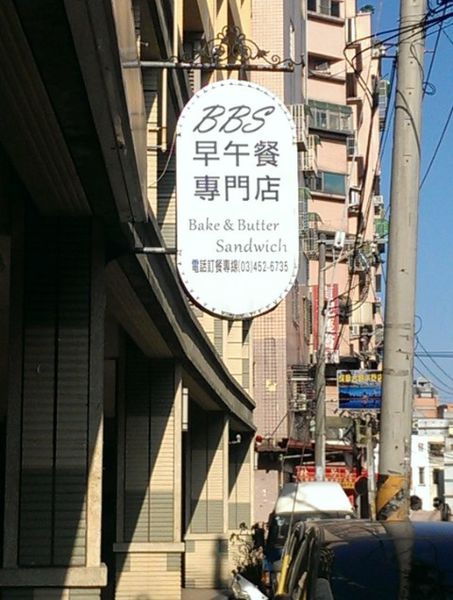 BBS
早午餐
專門店
Bake & Butter
Sandwich
電話訂餐專線(03)452-6735